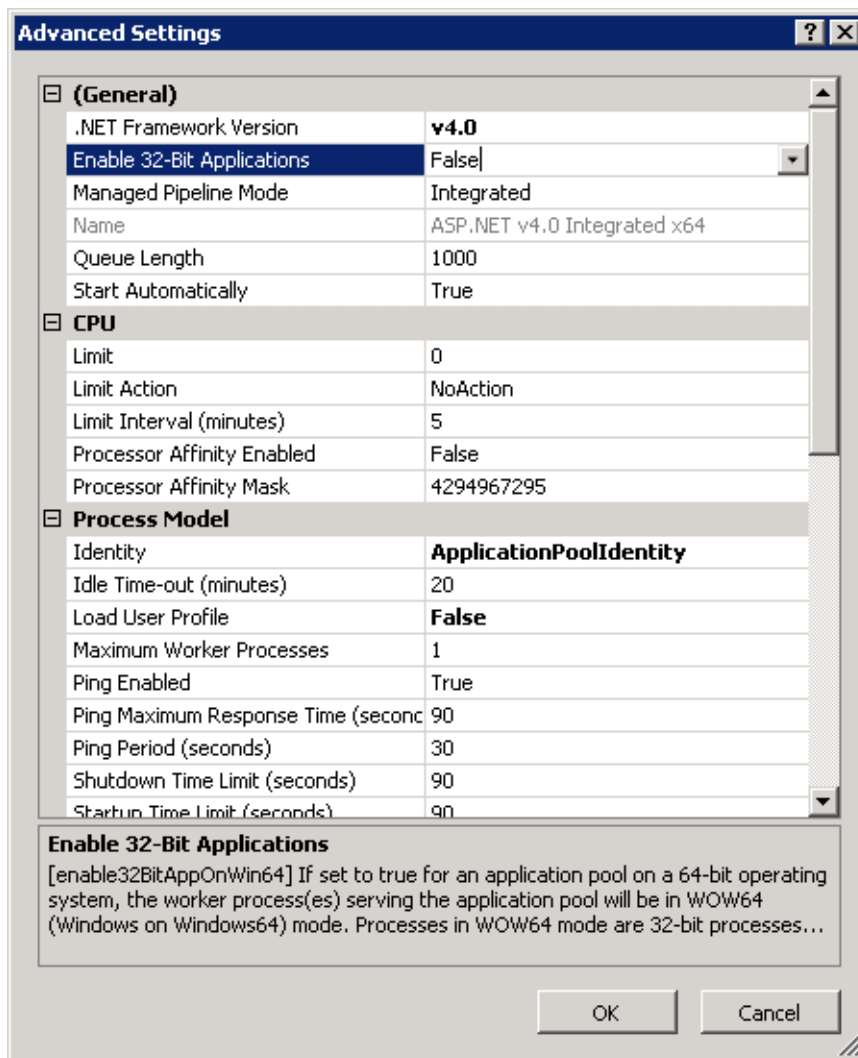 Advanced Settings
(General)
.NET Framework Version v4.0
Enable 32-Bit Applications False
Managed Pipeline Mode Integrated
Name ASP.NET v4.0 Integrated x64
Queue Length 1000
Start Automatically True
CPU
Limit 0
Limit Action NoAction
Limit Interval (minutes) 5
Processor Affinity Enabled False
Processor Affinity Mask 4294967295
Process Model
Identity ApplicationPoolIdentity
Idle Time-out (minutes) 20
Load User Profile False
Maximum Worker Processes 1
Ping Enabled True
Ping Maximum Response Time (secon 90
Ping Period (seconds) 30
Shutdown Time Limit (seconds) 90
Startup Time Limit (seconds) 90
Enable 32-Bit Applications
[enable32BitAppOnWin64] If set to true for an application pool on a 64-bit operating
system, the worker process(es) serving the application pool will be in WOW64
(Windows on Windows64) mode. Processes in WOW64 mode are 32-bit processes...
OK Cancel